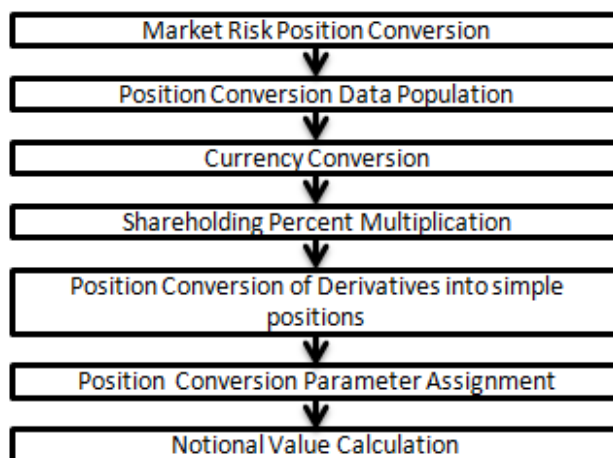 Market Risk Position Conversion
Position Conversion Data Population
Currency Conversion
Shareholding Percent Multiplication
Position Conversion of Derivatives into simple
positions
Position Conversion Parameter Assignment
Notional Value Calculation